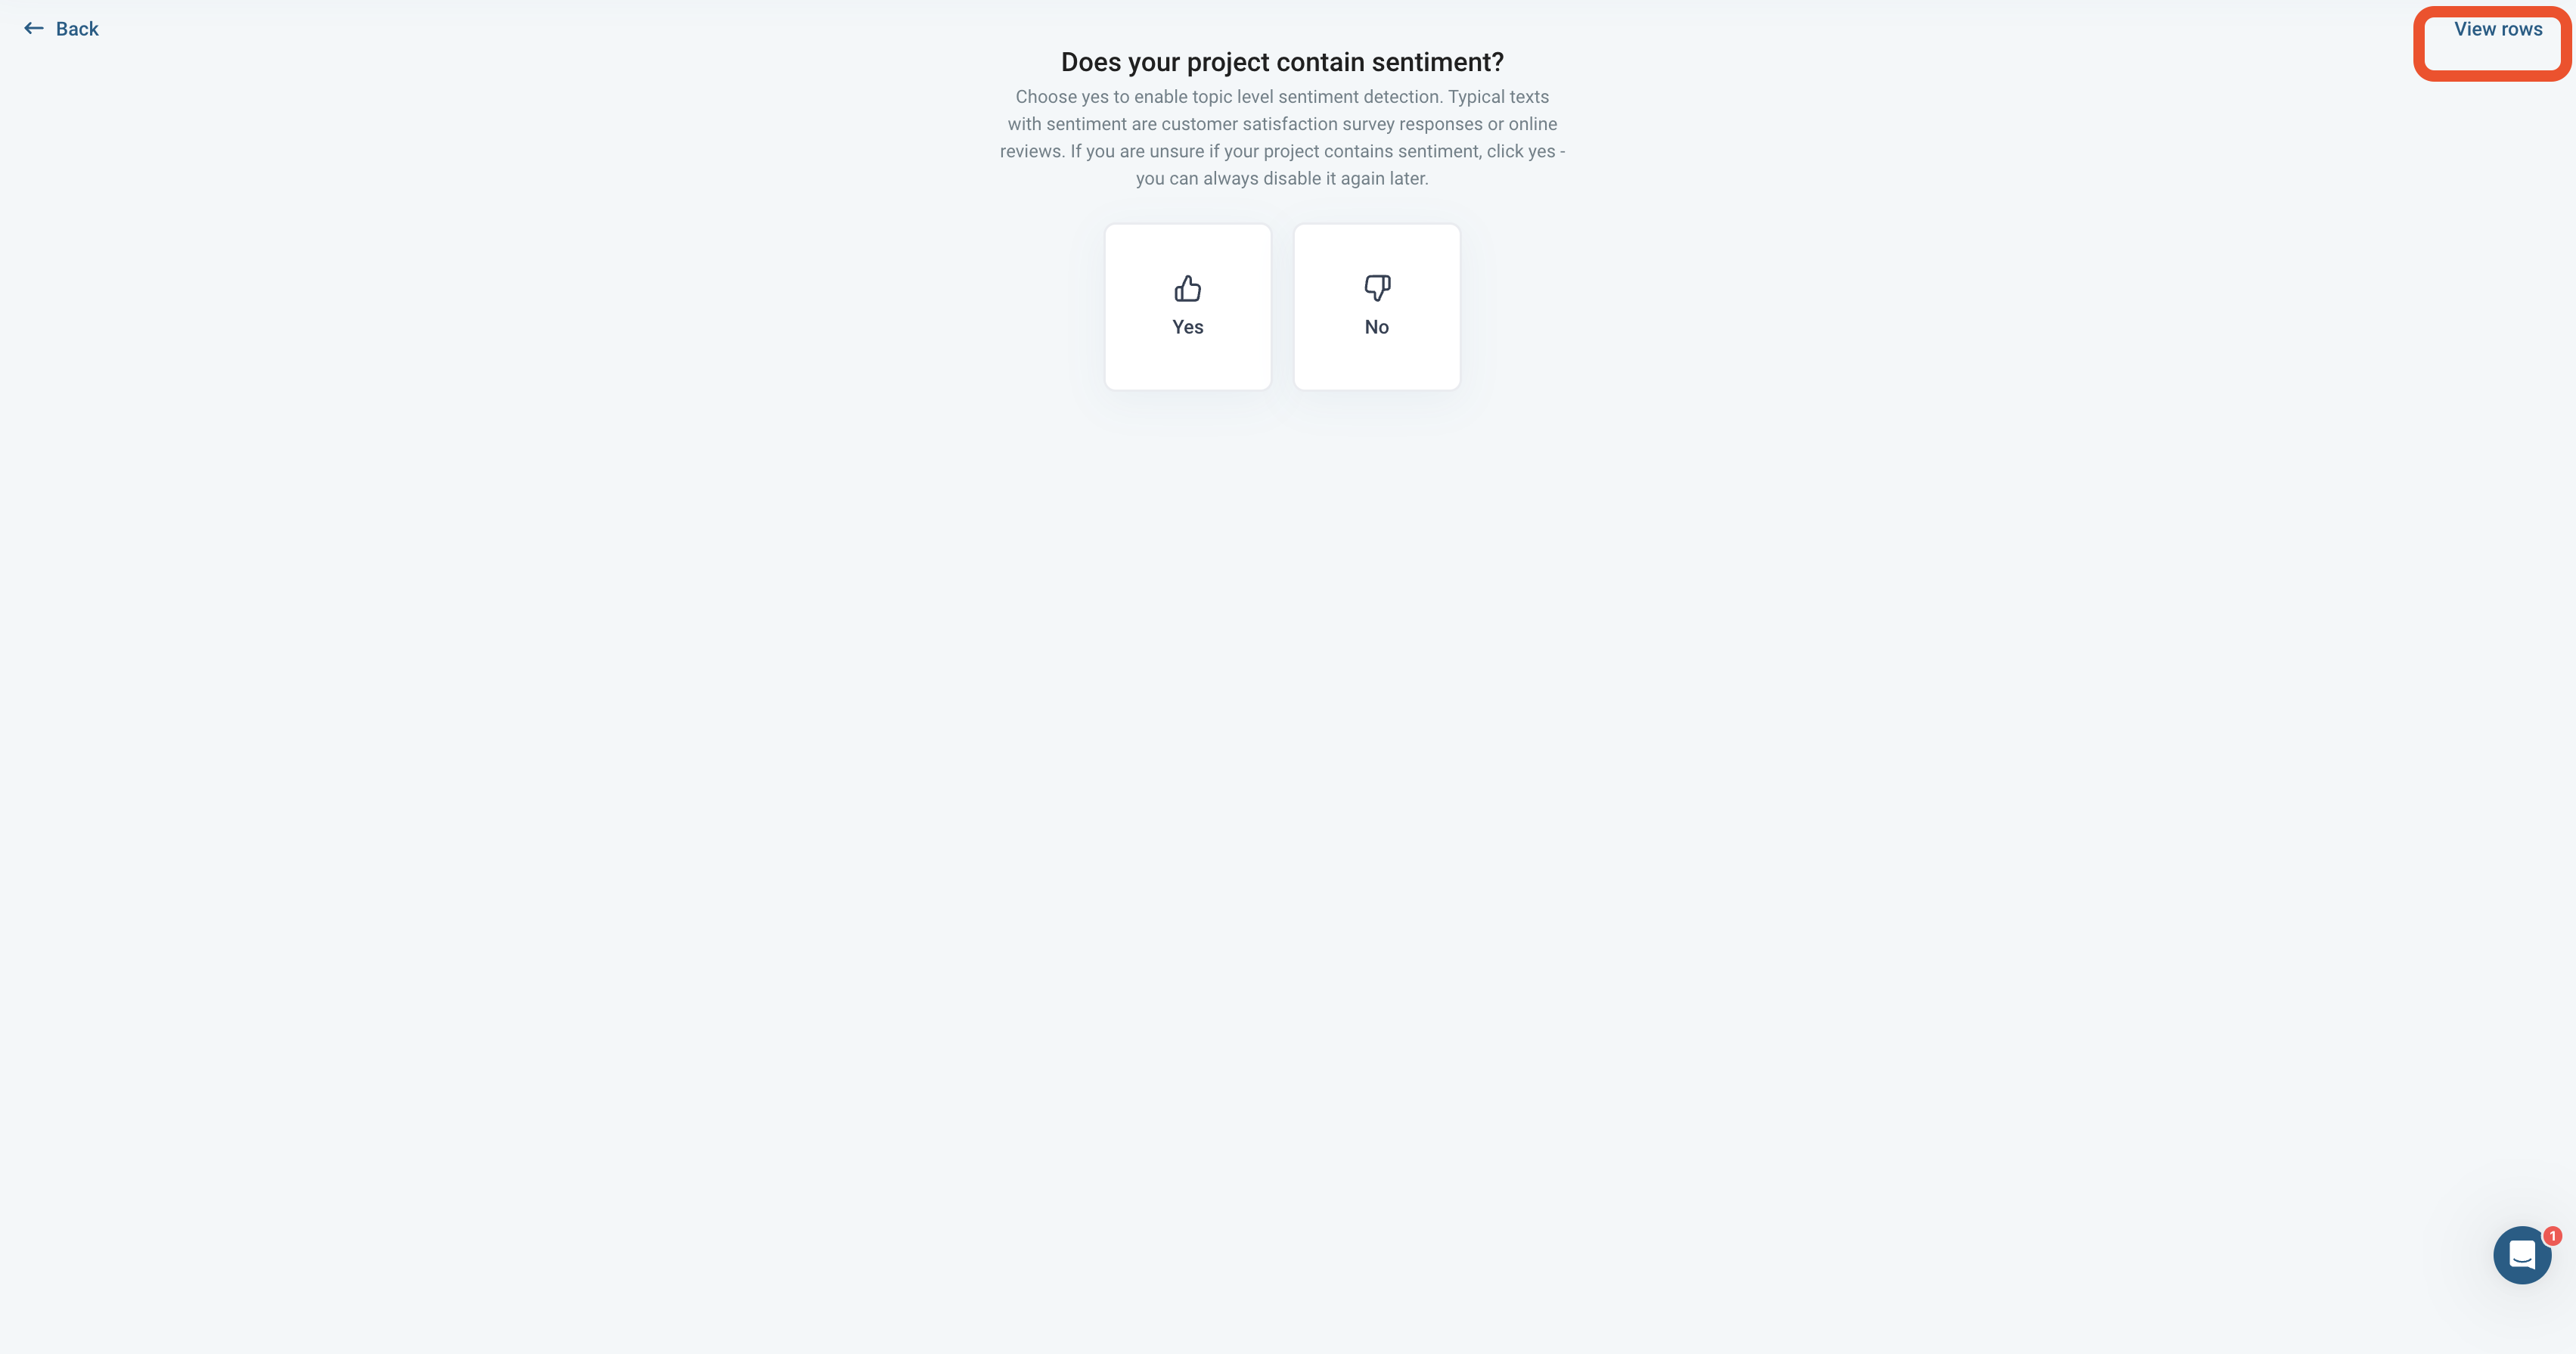 Back
View rows
Does your project contain sentiment?
Choose yes to enable topic level sentiment detection. Typical texts
with sentiment are customer satisfaction survey responses or online
reviews. If you are unsure if your project contains sentiment, click yes -
you can always disable it again later.
Yes
No
1